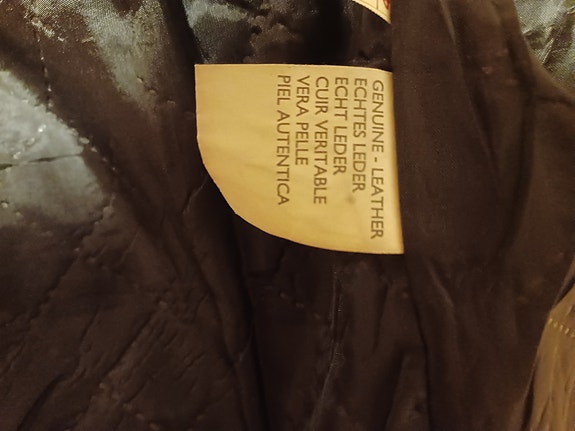 GENUINE - LEATHER
ECHTES LEDER
ECHT LEDER
CUIR VERITABLE
VERA PELLE
PIEL AUTENTICA